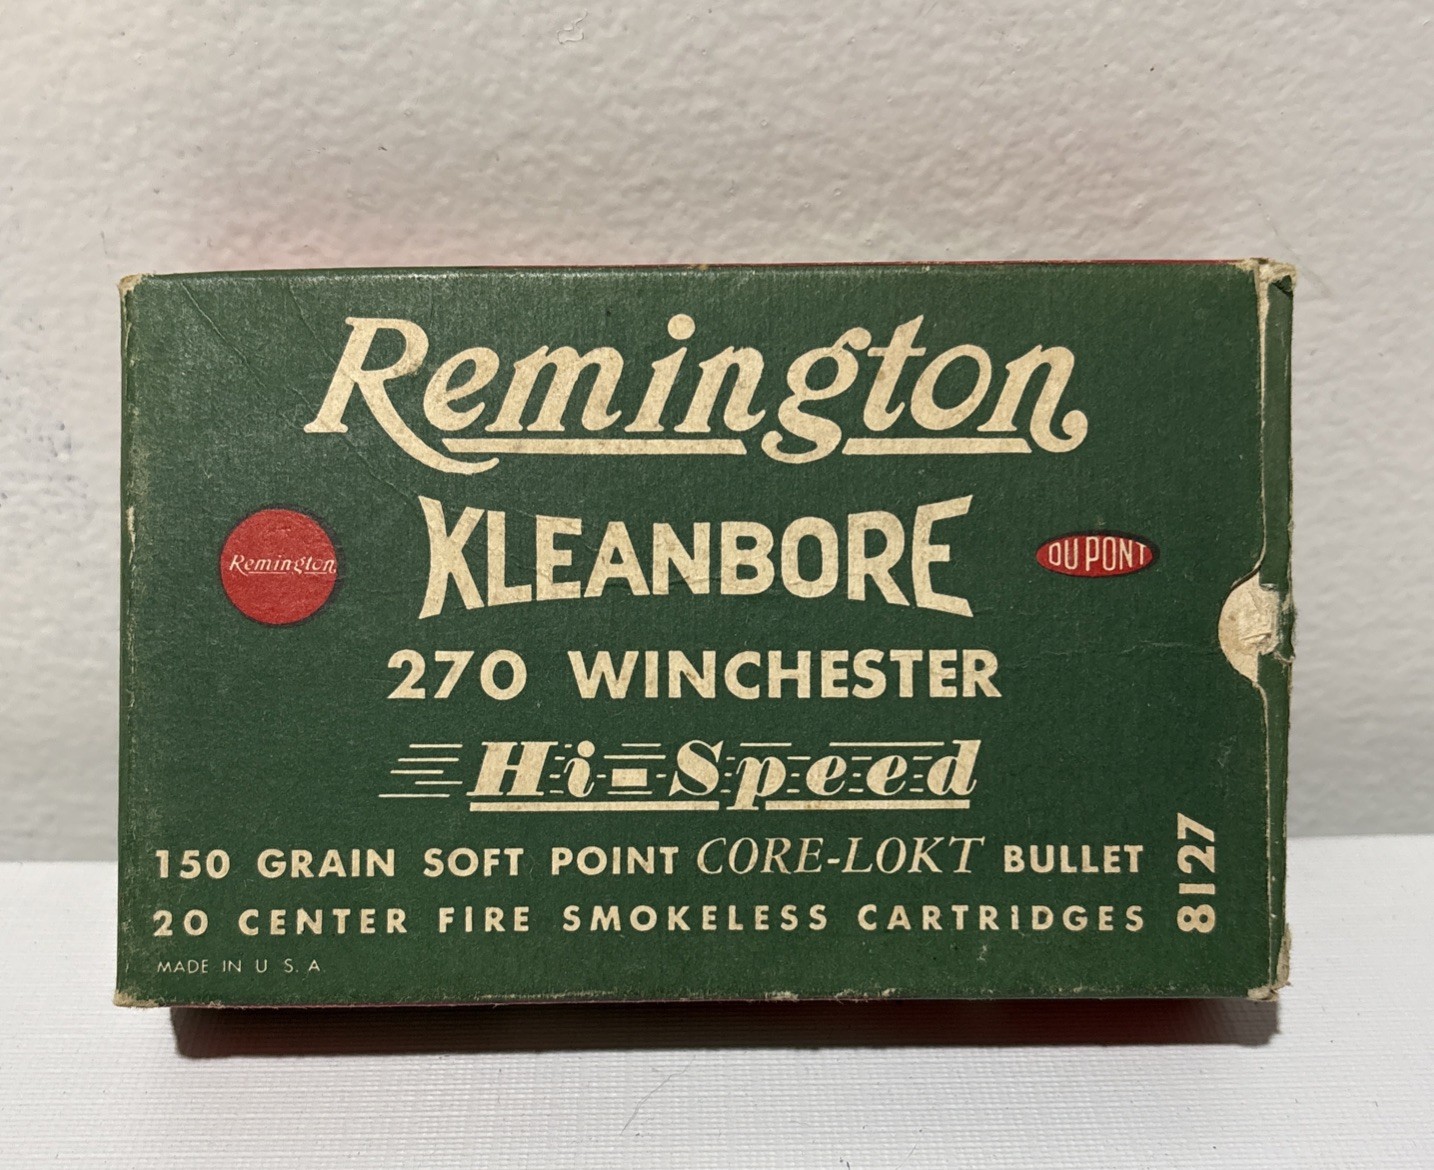 Remington
KLEANBORE
Remington
DU PONT
270 WINCHESTER
Hi-Speed
150 GRAIN SOFT POINT CORE-LOKT BULLET
20 CENTER FIRE SMOKELESS CARTRIDGES
8127
MADE IN U. S. A.